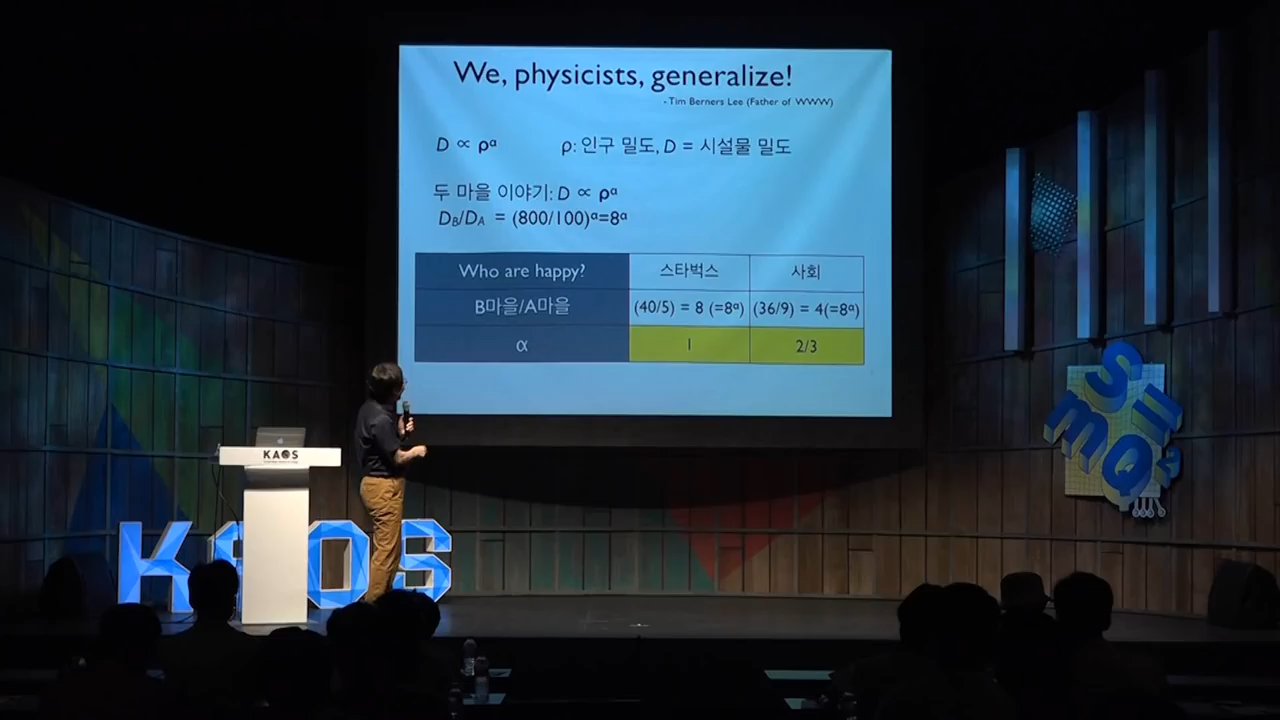 We, physicists, generalize!
- Tim Berners Lee (Father of WWW)
D ∝ ρᵅ ρ: 인구 밀도, D = 시설물 밀도
두 마을 이야기: D ∝ ρᵅ
D_B/D_A = (800/100)ᵅ=8ᵅ
Who are happy? 스타벅스 사회
B마을/A마을 (40/5) = 8 (=8ᵅ) (36/9) = 4(=8ᵅ)
α 1 2/3
KAOS
KAOS